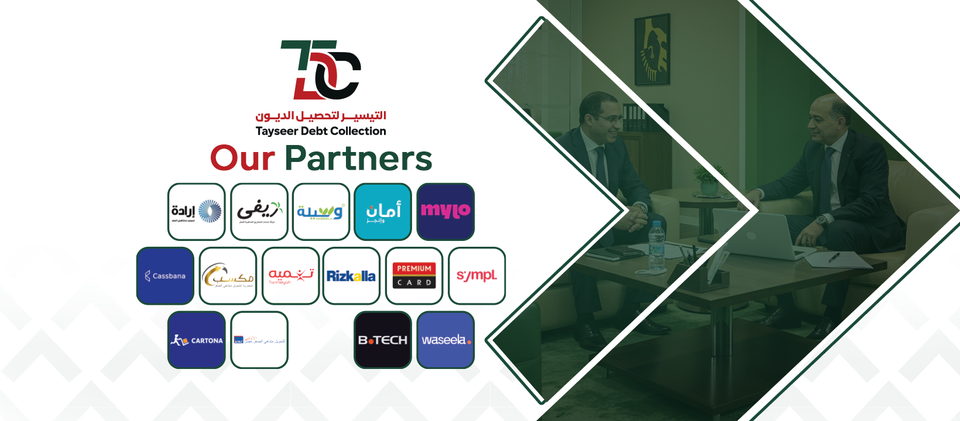 TDC
التيسير لتحصيل الديون
Tayseer Debt Collection
Our Partners
إرادة
ريفى
وسيلة
أمان
mylo
Cassbana
مكسب
تنمية
Rizkalla
PREMIUM
CARD
sympl.
CARTONA
B.TECH
waseela.